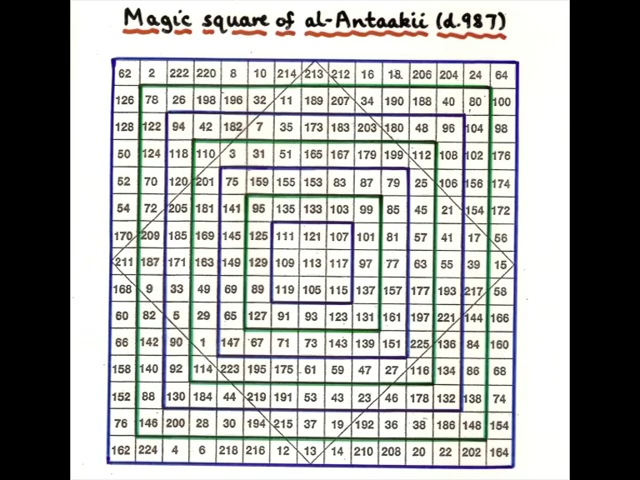 Magic square of al-Antaakii (d.987)
62 2 222 220 8 10 214 213 212 16 18 206 204 24 64
126 78 26 198 196 32 11 189 207 34 190 188 40 80 100
128 122 94 42 182 7 35 173 183 203 180 48 96 104 98
50 124 118 110 3 31 51 165 167 179 199 112 108 102 176
52 70 120 201 75 159 155 153 83 87 79 25 106 156 174
54 72 205 181 141 95 135 133 103 99 85 45 21 154 172
170 209 185 169 145 125 111 121 107 101 81 57 41 17 56
211 187 171 163 149 129 109 113 117 97 77 63 55 39 15
168 9 33 49 69 89 119 105 115 137 157 177 193 217 58
60 82 5 29 65 127 91 93 123 131 161 197 221 144 166
66 142 90 1 147 67 71 73 143 139 151 225 136 84 160
158 140 92 114 223 195 175 61 59 47 27 116 134 86 68
152 88 130 184 44 219 191 53 43 23 46 178 132 138 74
76 146 200 28 30 194 215 37 19 192 36 38 186 148 154
162 224 4 6 218 216 12 13 14 210 208 20 22 202 164